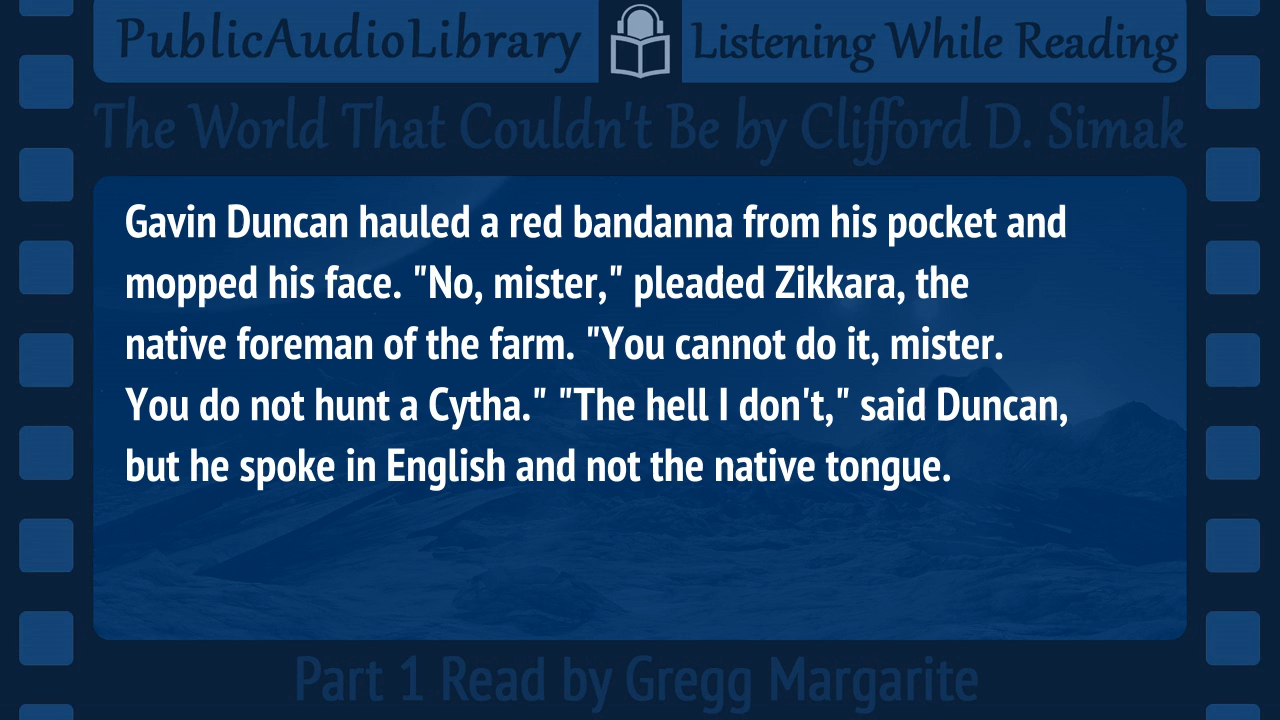 PublicAudioLibrary Listening While Reading
The World That Couldn't Be by Clifford D. Simak
Gavin Duncan hauled a red bandanna from his pocket and
mopped his face. "No, mister," pleaded Zikkara, the
native foreman of the farm. "You cannot do it, mister.
You do not hunt a Cytha." "The hell I don't," said Duncan,
but he spoke in English and not the native tongue.
Part 1 Read by Gregg Margarite